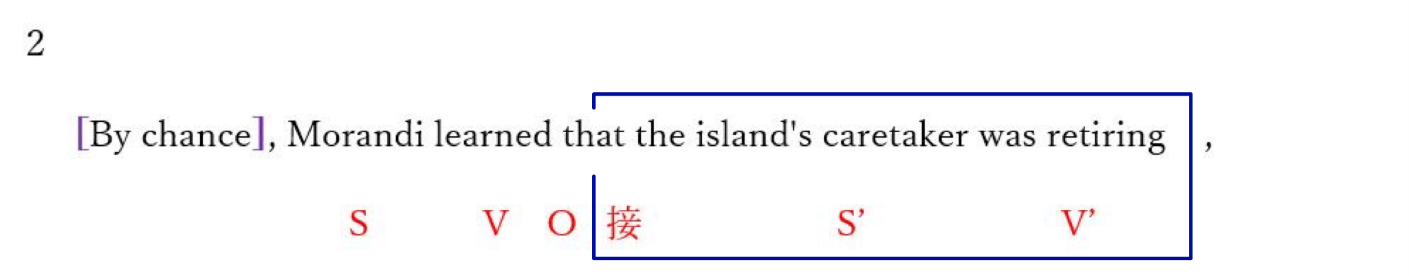 2
[By chance], Morandi learned that the island's caretaker was retiring ,
S V O 接 S’ V’